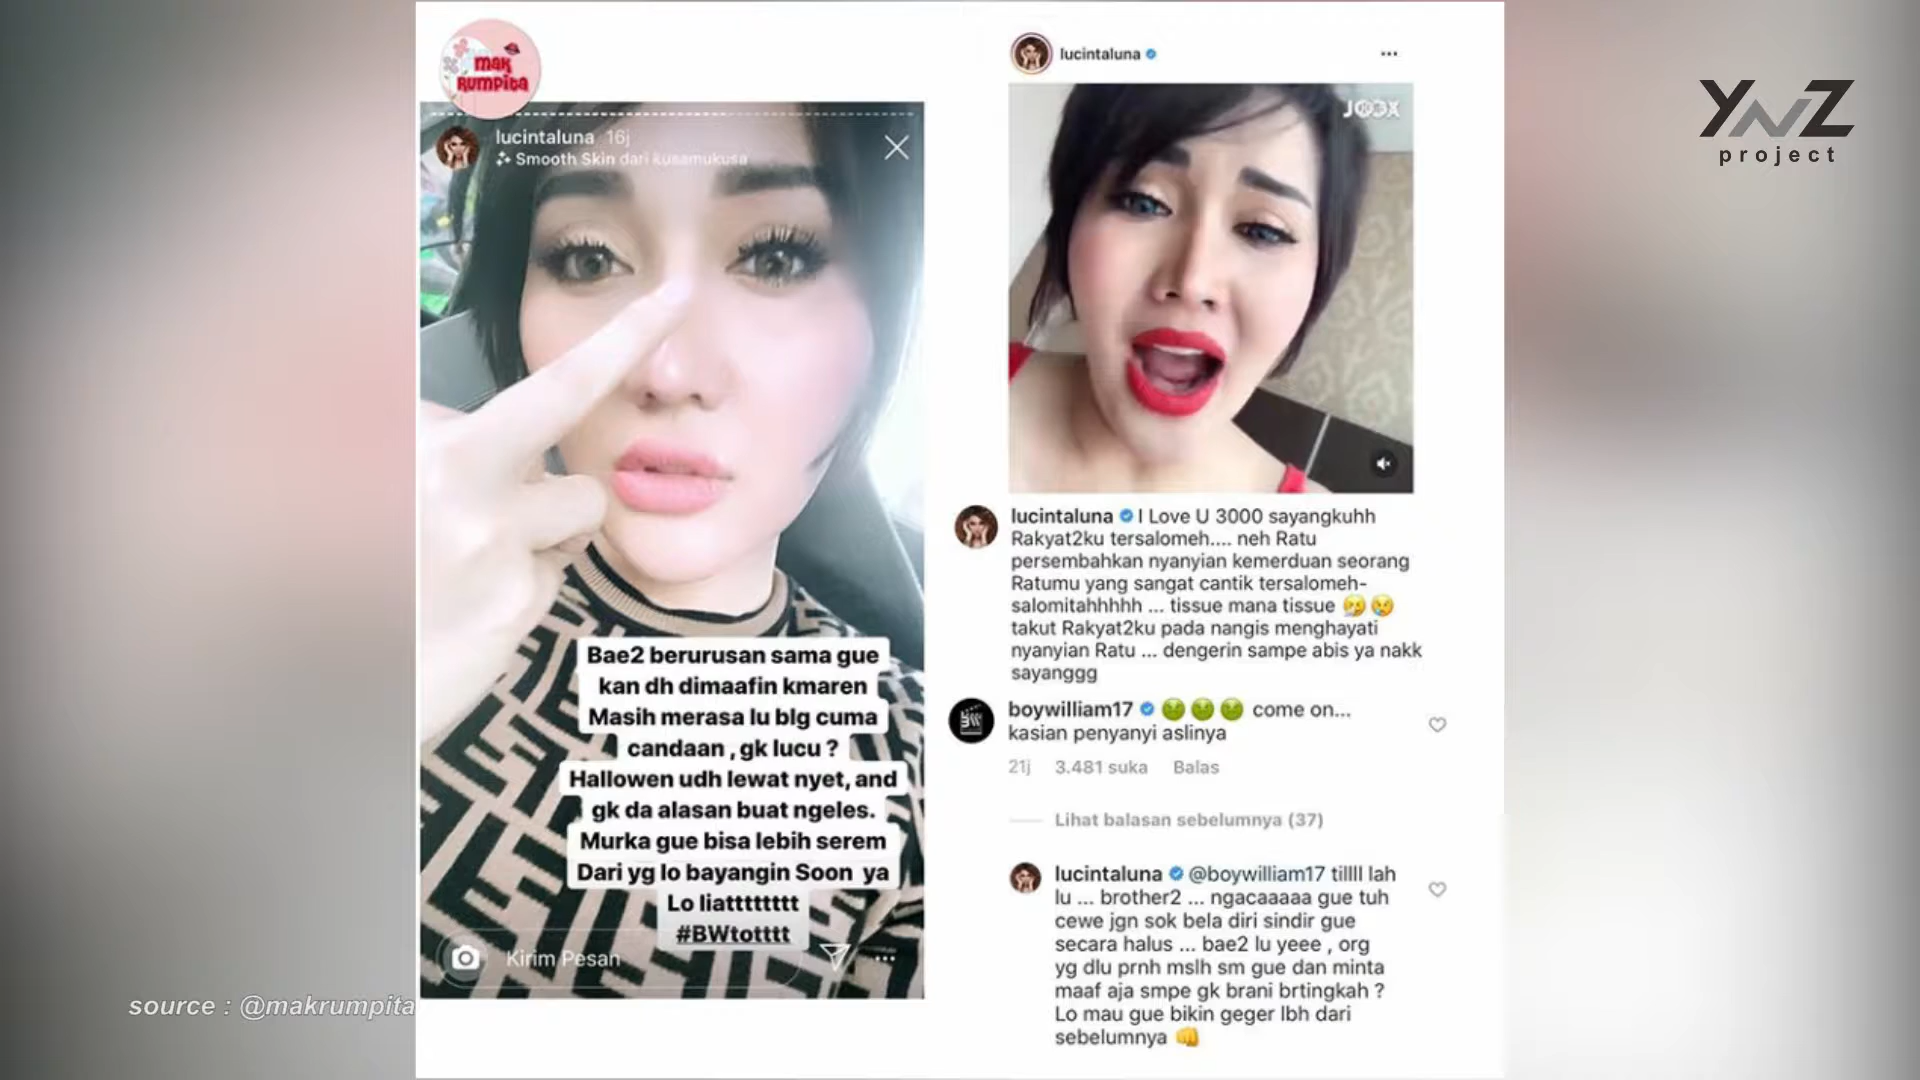 mak
rumpita
lucintaluna 16j
Smooth Skin dari kusamukusa
Bae2 berurusan sama gue
kan dh dimaafin kmaren
Masih merasa lu blg cuma
candaan , gk lucu ?
Hallowen udh lewat nyet, and
gk da alasan buat ngeles.
Murka gue bisa lebih serem
Dari yg lo bayangin Soon ya
Lo liatttttttt
#BWtotttt
Kirim Pesan
source : @makrumpita
lucintaluna
JOOX
lucintaluna I Love U 3000 sayangkuhh
Rakyat2ku tersalomeh.... neh Ratu
persembahkan nyanyian kemerduan seorang
Ratumu yang sangat cantik tersalomeh-
salomitahhhhh ... tissue mana tissue 🤧😢
takut Rakyat2ku pada nangis menghayati
nyanyian Ratu ... dengerin sampe abis ya nakk
sayanggg
boywilliam17 🤢🤢🤢 come on...
kasian penyanyi aslinya
21j 3.481 suka Balas
Lihat balasan sebelumnya (37)
lucintaluna @boywilliam17 tillll lah
lu ... brother2 ... ngacaaaaa gue tuh
cewe jgn sok bela diri sindir gue
secara halus ... bae2 lu yeee , org
yg dlu prnh mslh sm gue dan minta
maaf aja smpe gk brani brtingkah ?
Lo mau gue bikin geger lbh dari
sebelumnya 👊
YNZ
project